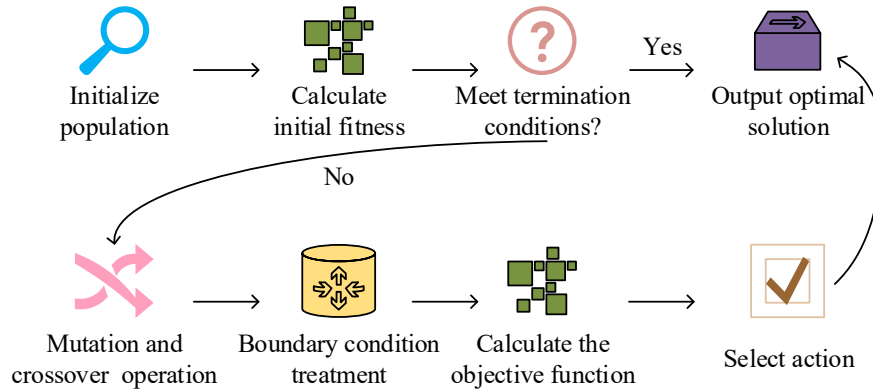 Initialize
population
Calculate
initial fitness
Meet termination
conditions?
Yes
Output optimal
solution
No
Mutation and
crossover operation
Boundary condition
treatment
Calculate the
objective function
Select action